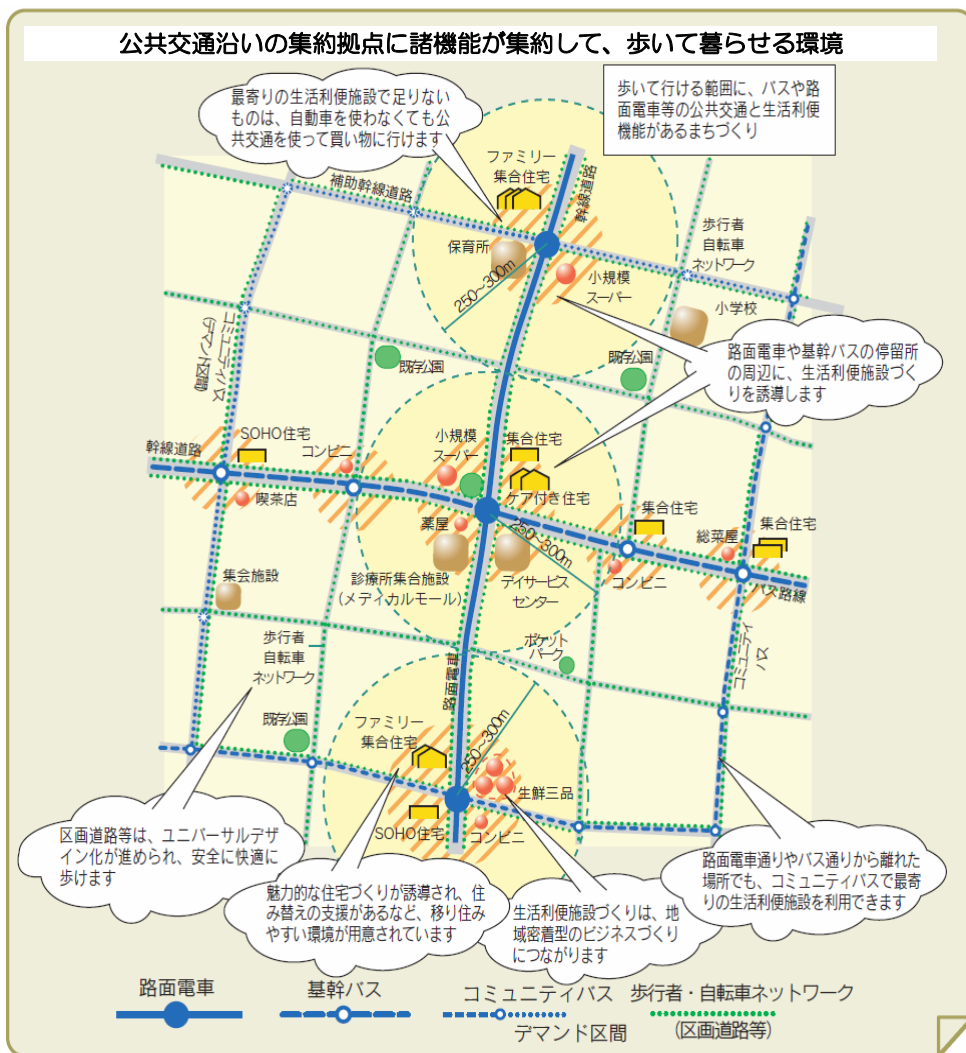 公共交通沿いの集約拠点に諸機能が集約して、歩いて暮らせる環境
最寄りの生活利便施設で足りない
ものは、自動車を使わなくても公
共交通を使って買い物に行けます
歩いて行ける範囲に、バスや路
面電車等の公共交通と生活利便
機能があるまちづくり
ファミリー
集合住宅
幹線道路
補助幹線道路
保育所
250～300m
小規模
スーパー
歩行者
自転車
ネットワーク
小学校
コミュニティバス
(デマンド区間)
既存公園
既存公園
路面電車や基幹バスの停留所
の周辺に、生活利便施設づく
りを誘導します
幹線道路
SOHO住宅
コンビニ
喫茶店
小規模
スーパー
集合住宅
ケア付き住宅
薬屋
250～300m
集合住宅
総菜屋
集合住宅
コンビニ
バス路線
診療所集合施設
(メディカルモール)
デイサービス
センター
集会施設
歩行者
自転車
ネットワーク
ポケット
パーク
コミュニティ
バス
路面電車
既存公園
ファミリー
集合住宅
250～300m
生鮮三品
SOHO住宅
コンビニ
区画道路等は、ユニバーサルデザ
イン化が進められ、安全に快適に
歩けます
魅力的な住宅づくりが誘導され、住
み替えの支援があるなど、移り住み
やすい環境が用意されています
生活利便施設づくりは、地
域密着型のビジネスづくり
につながります
路面電車通りやバス通りから離れた
場所でも、コミュニティバスで最寄
りの生活利便施設を利用できます
路面電車
基幹バス
コミュニティバス
デマンド区間
歩行者・自転車ネットワーク
(区画道路等)